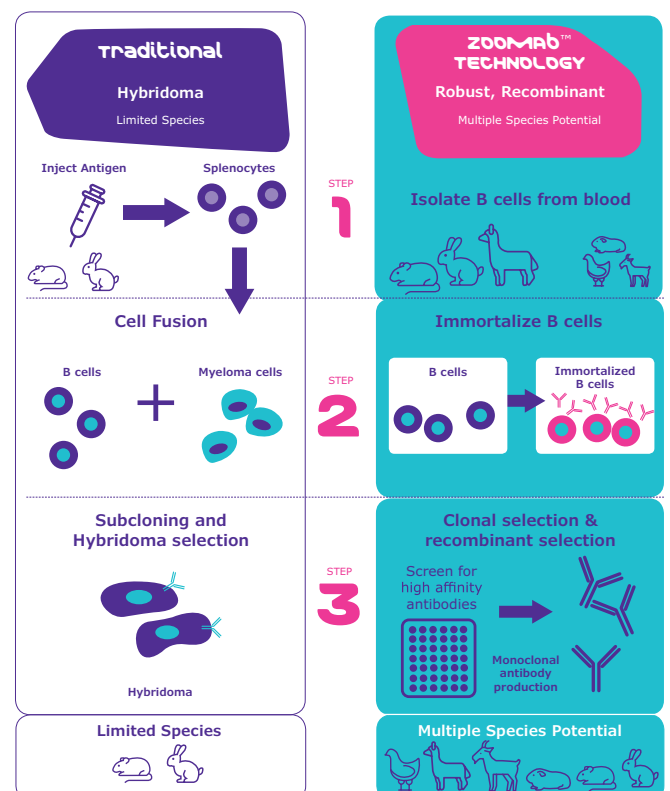 Traditional
Hybridoma
Limited Species
Inject Antigen
Splenocytes
Cell Fusion
B cells
Myeloma cells
Subcloning and
Hybridoma selection
Hybridoma
Limited Species
STEP
1
STEP
2
STEP
3
ZooMAb™
TECHNOLOGY
Robust, Recombinant
Multiple Species Potential
Isolate B cells from blood
Immortalize B cells
B cells
Immortalized
B cells
Clonal selection &
recombinant selection
Screen for
high affinity
antibodies
Monoclonal
antibody
production
Multiple Species Potential